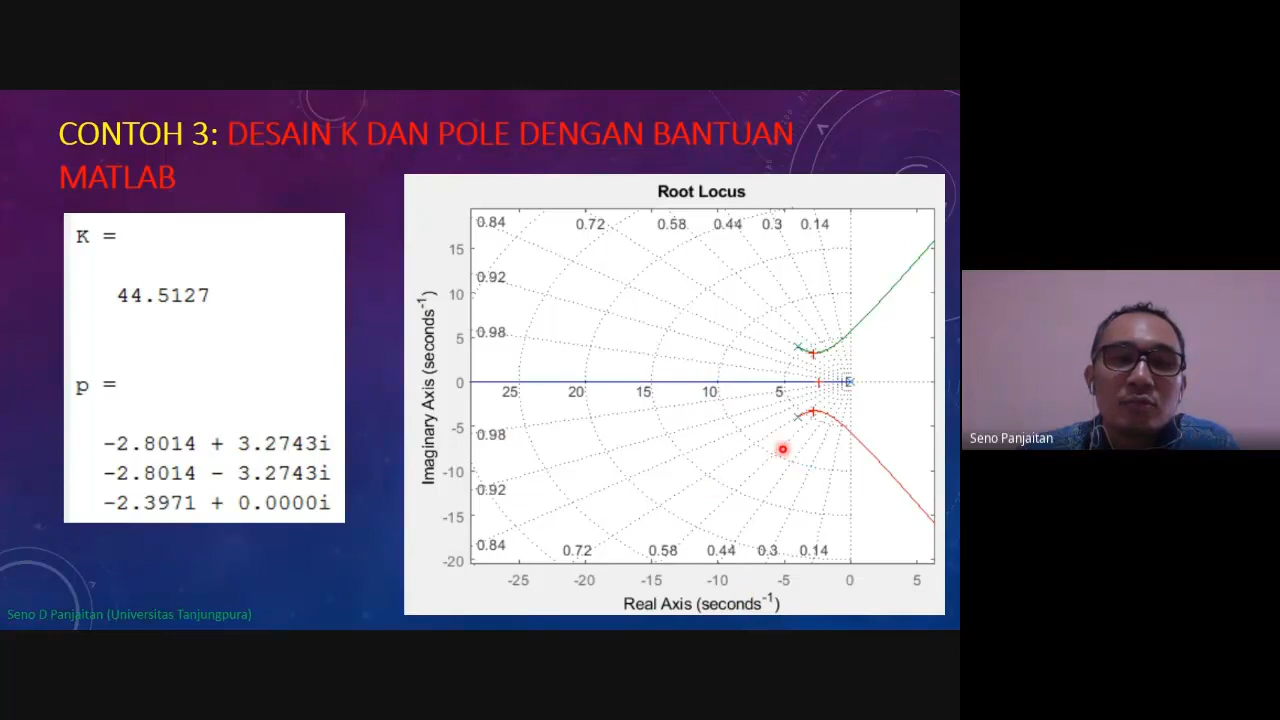 CONTOH 3: DESAIN K DAN POLE DENGAN BANTUAN
MATLAB
K =
44.5127
p =
-2.8014 + 3.2743i
-2.8014 - 3.2743i
-2.3971 + 0.0000i
Root Locus
0.84 0.72 0.58 0.44 0.3 0.14
0.92
0.98
25 20 15 10 5
0.98
0.92
0.84 0.72 0.58 0.44 0.3 0.14
15
10
5
0
-5
-10
-15
-20
-25 -20 -15 -10 -5 0 5
Imaginary Axis (seconds⁻¹)
Real Axis (seconds⁻¹)
Seno D Panjaitan (Universitas Tanjungpura)
Seno Panjaitan